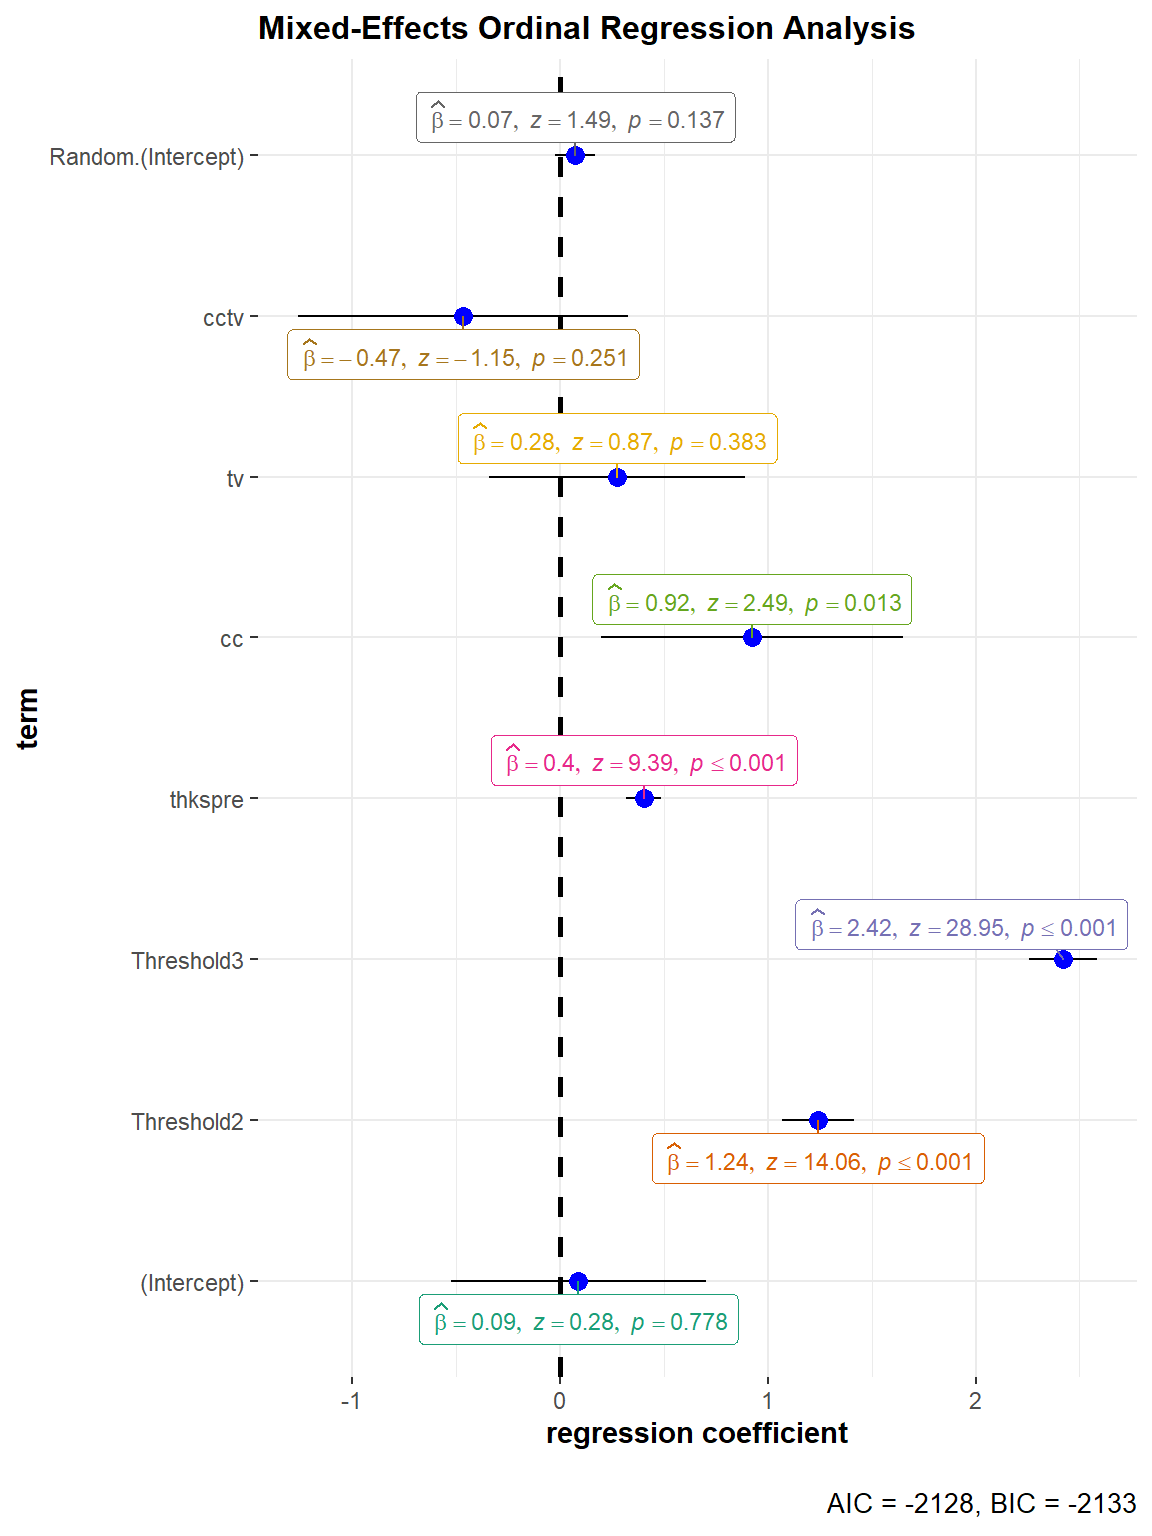 Mixed-Effects Ordinal Regression Analysis
β̂ = 0.07, z = 1.49, p = 0.137
Random.(Intercept)
cctv
β̂ = −0.47, z = −1.15, p = 0.251
β̂ = 0.28, z = 0.87, p = 0.383
tv
β̂ = 0.92, z = 2.49, p = 0.013
cc
term
β̂ = 0.4, z = 9.39, p ≤ 0.001
thkspre
β̂ = 2.42, z = 28.95, p ≤ 0.001
Threshold3
Threshold2
β̂ = 1.24, z = 14.06, p ≤ 0.001
(Intercept)
β̂ = 0.09, z = 0.28, p = 0.778
-1 0 1 2
regression coefficient
AIC = -2128, BIC = -2133